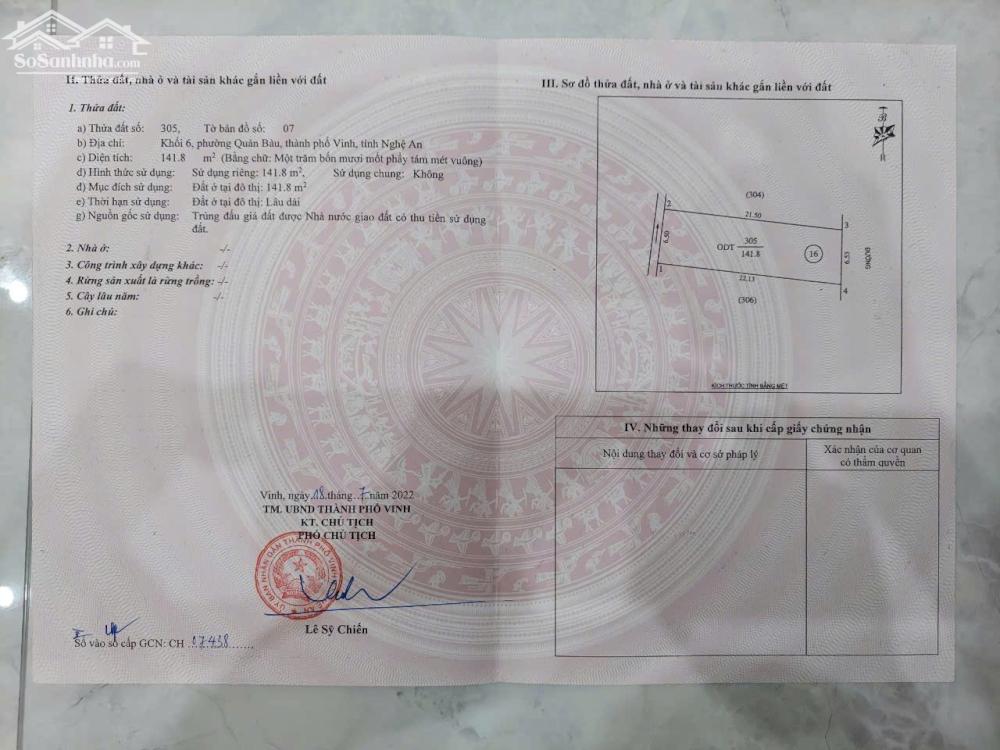 SoSanhnha.com
II. Thửa đất, nhà ở và tài sản khác gắn liền với đất
1. Thửa đất:
a) Thửa đất số: 305, Tờ bản đồ số: 07
b) Địa chỉ: Khối 6, phường Quán Bàu, thành phố Vinh, tỉnh Nghệ An
c) Diện tích: 141.8 m² (Bằng chữ: Một trăm bốn mươi mốt phẩy tám mét vuông)
d) Hình thức sử dụng: Sử dụng riêng: 141.8 m², Sử dụng chung: Không
đ) Mục đích sử dụng: Đất ở tại đô thị: 141.8 m²
e) Thời hạn sử dụng: Đất ở tại đô thị: Lâu dài
g) Nguồn gốc sử dụng: Trúng đấu giá đất được Nhà nước giao đất có thu tiền sử dụng
đất.
2. Nhà ở: -/-
3. Công trình xây dựng khác: -/-
4. Rừng sản xuất là rừng trồng: -/-
5. Cây lâu năm: -/-
6. Ghi chú:
Vinh, ngày 18 tháng 7 năm 2022
TM. UBND THÀNH PHỐ VINH
KT. CHỦ TỊCH
PHÓ CHỦ TỊCH
ỦY BAN NHÂN DÂN THÀNH PHỐ VINH
Lê Sỹ Chiến
Số vào sổ cấp GCN: CH 07438
III. Sơ đồ thửa đất, nhà ở và tài sản khác gắn liền với đất
B
(304)
2
21.50
3
6.50
ODT 305
141.8
16
6.53
ĐƯỜNG
1
22.13
4
(306)
KÍCH THƯỚC TÍNH BẰNG MÉT
IV. Những thay đổi sau khi cấp giấy chứng nhận
Nội dung thay đổi và cơ sở pháp lý
Xác nhận của cơ quan
có thẩm quyền